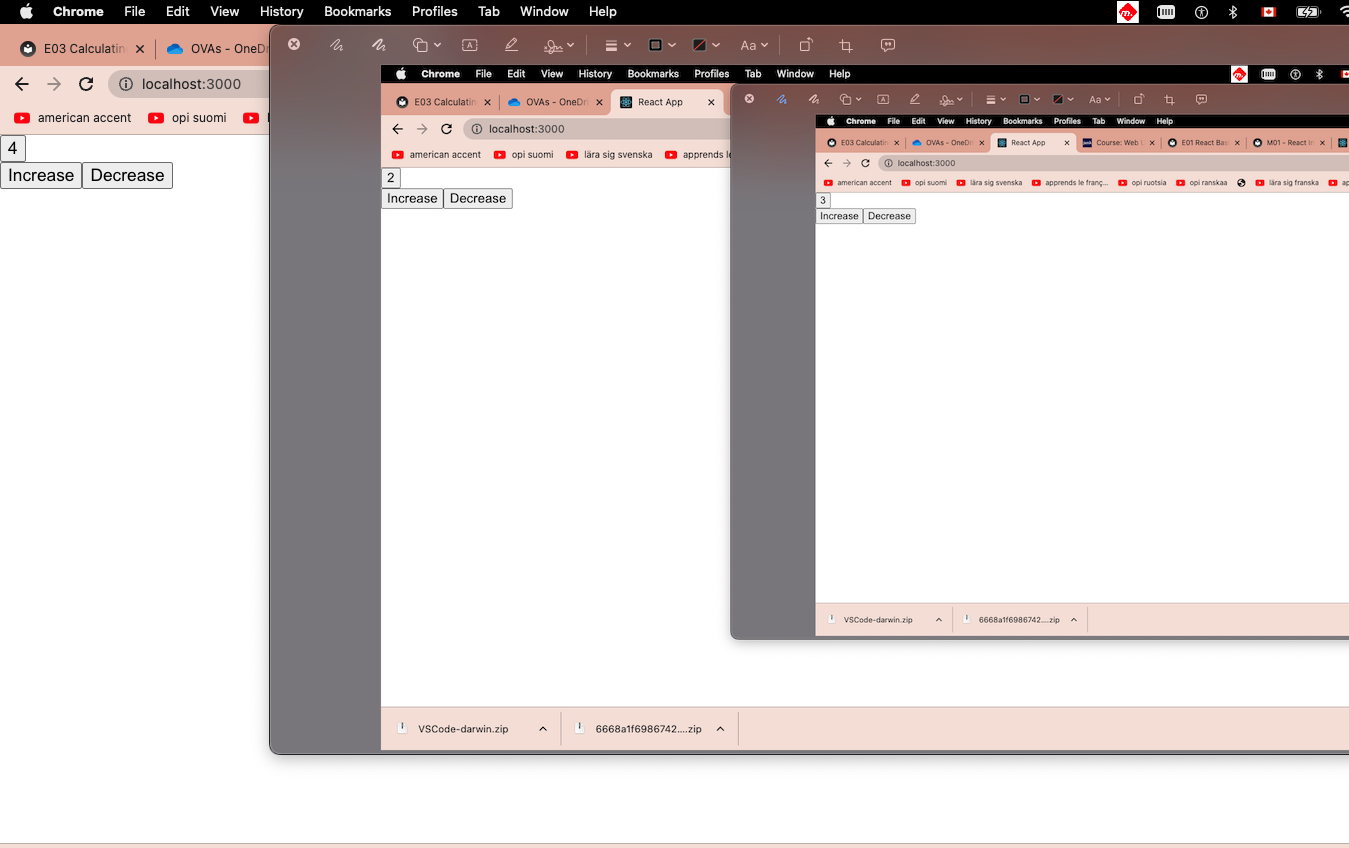 Chrome File Edit View History Bookmarks Profiles Tab Window Help
E03 Calculatin
OVAs - OneDr
localhost:3000
american accent opi suomi
4
Increase Decrease
A Aa
Chrome File Edit View History Bookmarks Profiles Tab Window Help
E03 Calculatin OVAs - OneDri React App
localhost:3000
american accent opi suomi lära sig svenska apprends le
2
Increase Decrease
VSCode-darwin.zip 6668a1f6986742....zip
A Aa
Chrome File Edit View History Bookmarks Profiles Tab Window Help
E03 Calculatin OVAs - OneDri React App Course: Web U E01 React Bas M01 - React In
localhost:3000
american accent opi suomi lära sig svenska apprends le franç... opi ruotsia opi ranskaa lära sig franska ap
3
Increase Decrease
VSCode-darwin.zip 6668a1f6986742....zip